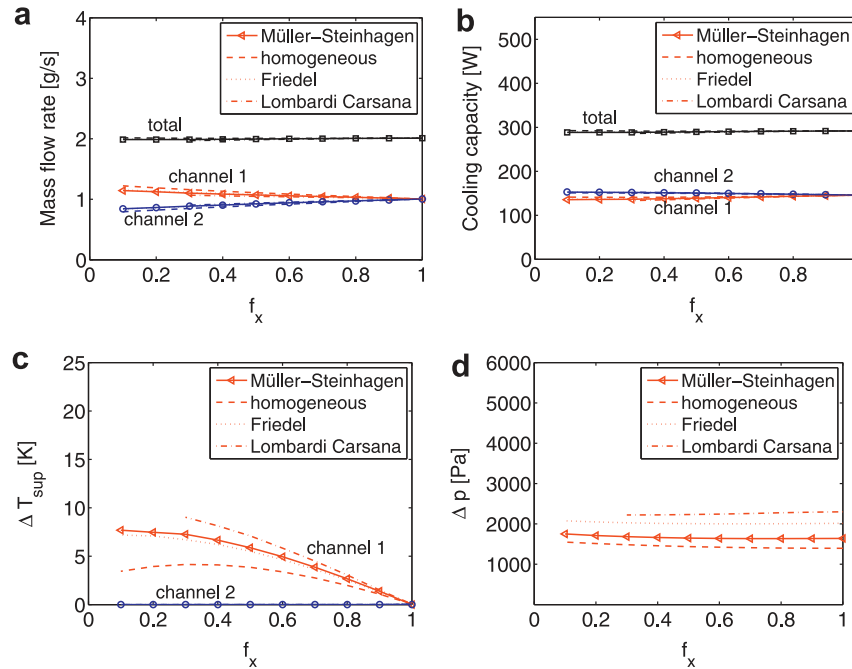 a
Mass flow rate [g/s]
4
3
2
1
0
Müller−Steinhagen
homogeneous
Friedel
Lombardi Carsana
total
channel 1
channel 2
0
0.2
0.4
0.6
0.8
1
f_x
b
Cooling capacity [W]
500
400
300
200
100
0
Müller−Steinhagen
homogeneous
Friedel
Lombardi Carsana
total
channel 2
channel 1
0
0.2
0.4
0.6
0.8
f_x
c
Δ T_sup [K]
25
20
15
10
5
0
Müller−Steinhagen
homogeneous
Friedel
Lombardi Carsana
channel 1
channel 2
0
0.2
0.4
0.6
0.8
1
f_x
d
Δ p [Pa]
6000
5000
4000
3000
2000
1000
Müller−Steinhagen
homogeneous
Friedel
Lombardi Carsana
0
0.2
0.4
0.6
0.8
1
f_x